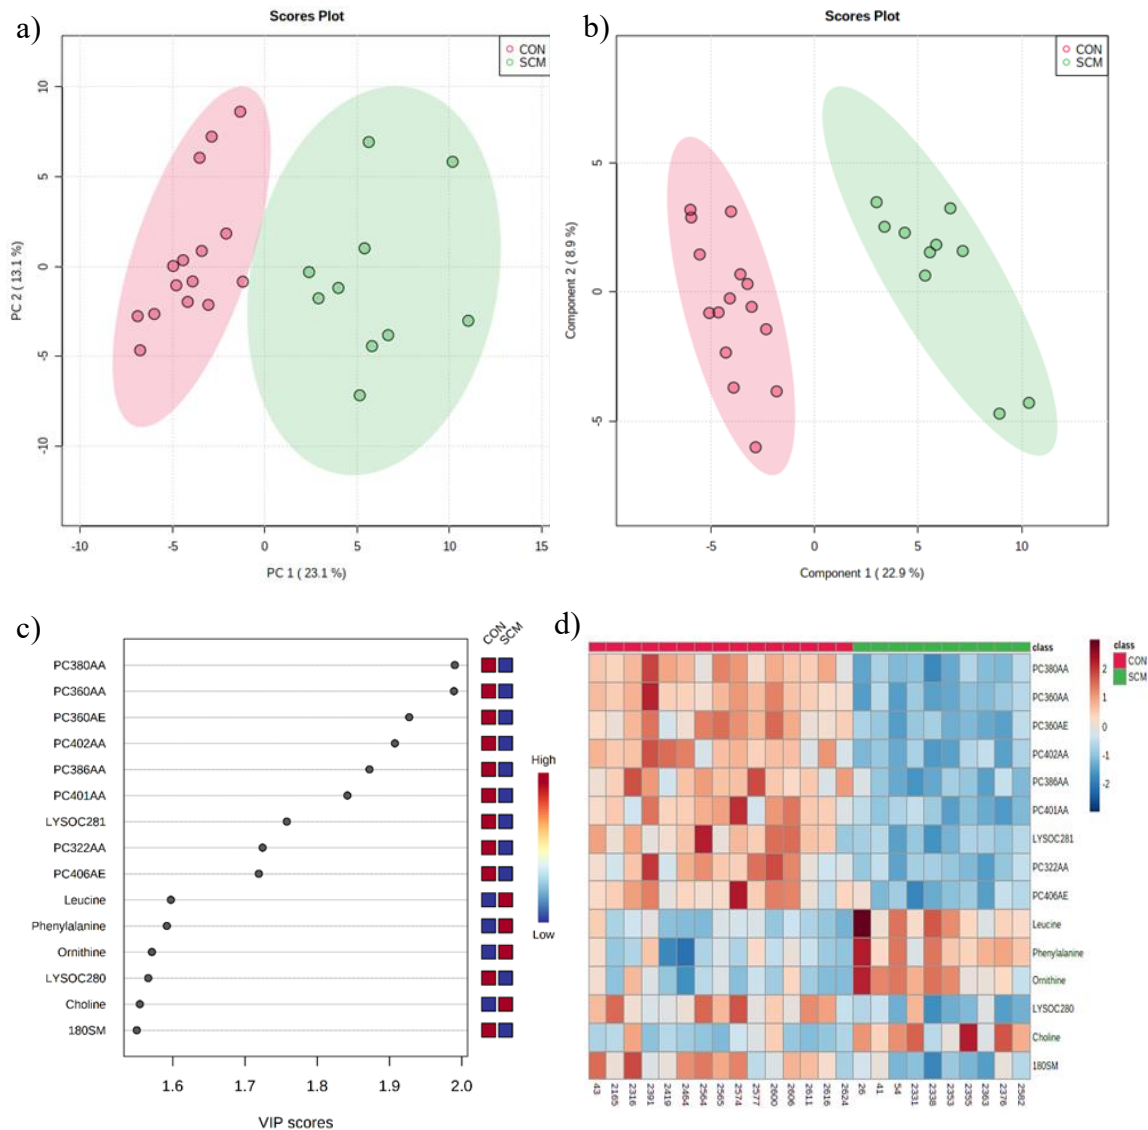 a)
Scores Plot
CON
SCM
10
5
0
-5
-10
PC 2 ( 13.1 %)
-10
-5
0
5
10
15
PC 1 ( 23.1 %)
b)
Scores Plot
CON
SCM
5
0
-5
Component 2 ( 8.9 %)
-5
0
5
10
Component 1 ( 22.9 %)
c)
CON
SCM
PC380AA
PC360AA
PC360AE
PC402AA
PC386AA
PC401AA
LYSOC281
PC322AA
PC406AE
Leucine
Phenylalanine
Ornithine
LYSOC280
Choline
180SM
1.6
1.7
1.8
1.9
2.0
VIP scores
High
Low
d)
class
PC380AA
PC360AA
PC360AE
PC402AA
PC386AA
PC401AA
LYSOC281
PC322AA
PC406AE
Leucine
Phenylalanine
Ornithine
LYSOC280
Choline
180SM
43
2165
2316
2391
2419
2464
2564
2565
2574
2577
2600
2606
2611
2616
2624
26
41
54
2331
2338
2353
2355
2363
2376
2582
2
1
0
-1
-2
class
CON
SCM